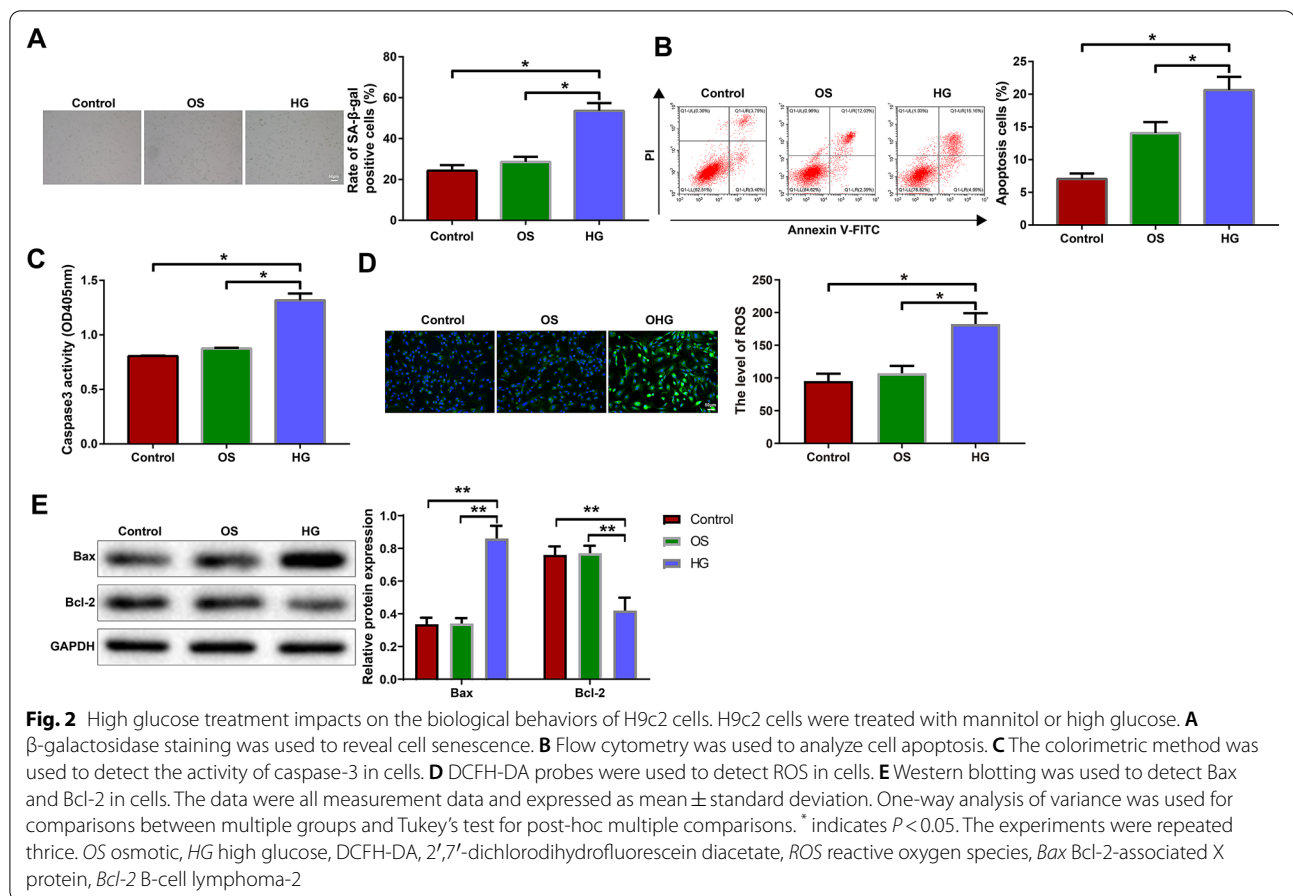 A
Control OS HG
Rate of SA-β-gal
positive cells (%)
80
60
40
20
0
*
*
Control OS HG
B
Control OS HG
PI
Annexin V-FITC
Apoptosis cells (%)
25
20
15
10
5
0
*
*
Control OS HG
C
Caspase3 activity (OD405nm)
1.5
1.0
0.5
0.0
*
*
Control OS HG
D
Control OS OHG
The level of ROS
250
200
150
100
50
0
*
*
Control OS HG
E
Control OS HG
Bax
Bcl-2
GAPDH
Relative protein expression
1.0
0.8
0.6
0.4
0.2
0.0
**
**
**
**
Bax Bcl-2
Control
OS
HG
Fig. 2 High glucose treatment impacts on the biological behaviors of H9c2 cells. H9c2 cells were treated with mannitol or high glucose. A
β-galactosidase staining was used to reveal cell senescence. B Flow cytometry was used to analyze cell apoptosis. C The colorimetric method was
used to detect the activity of caspase-3 in cells. D DCFH-DA probes were used to detect ROS in cells. E Western blotting was used to detect Bax
and Bcl-2 in cells. The data were all measurement data and expressed as mean ± standard deviation. One-way analysis of variance was used for
comparisons between multiple groups and Tukey's test for post-hoc multiple comparisons. * indicates P < 0.05. The experiments were repeated
thrice. OS osmotic, HG high glucose, DCFH-DA, 2′,7′-dichlorodihydrofluorescein diacetate, ROS reactive oxygen species, Bax Bcl-2-associated X
protein, Bcl-2 B-cell lymphoma-2